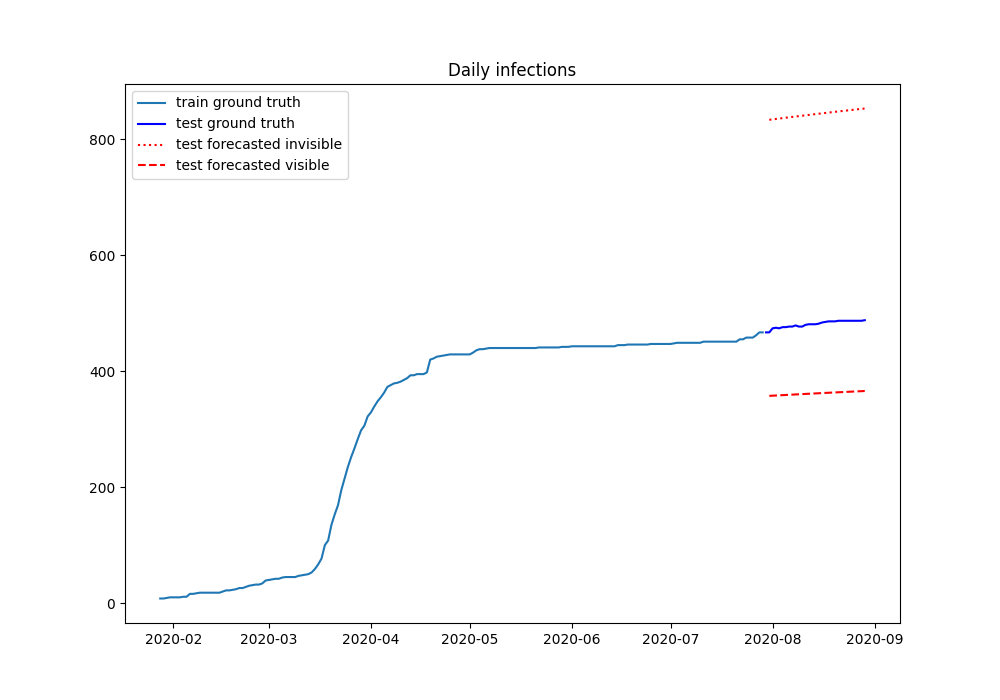 Daily infections
train ground truth
test ground truth
test forecasted invisible
test forecasted visible
800
600
400
200
0
2020-02 2020-03 2020-04 2020-05 2020-06 2020-07 2020-08 2020-09